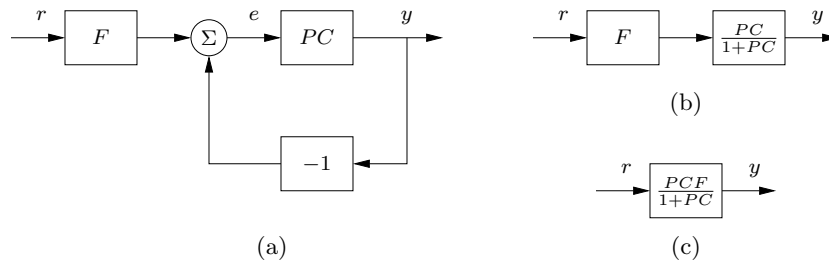 r F Σ e PC y
−1
(a)
r F PC/1+PC y
(b)
r PCF/1+PC y
(c)